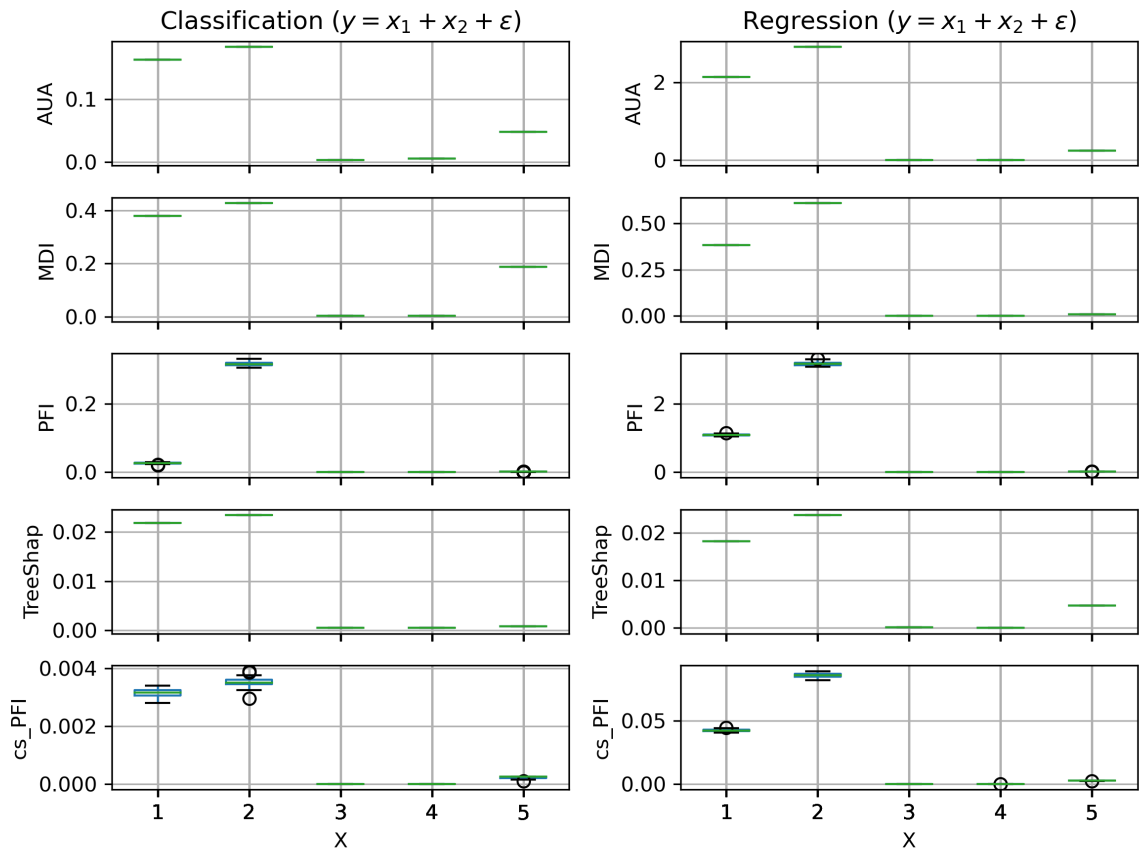 Classification (y = x₁ + x₂ + ε)
Regression (y = x₁ + x₂ + ε)
AUA
0.1
0.0
AUA
2
0
MDI
0.4
0.2
0.0
MDI
0.50
0.25
0.00
PFI
0.2
0.0
PFI
2
0
TreeShap
0.02
0.01
0.00
TreeShap
0.02
0.01
0.00
cs_PFI
0.004
0.002
0.000
cs_PFI
0.05
0.00
1 2 3 4 5
X
1 2 3 4 5
X